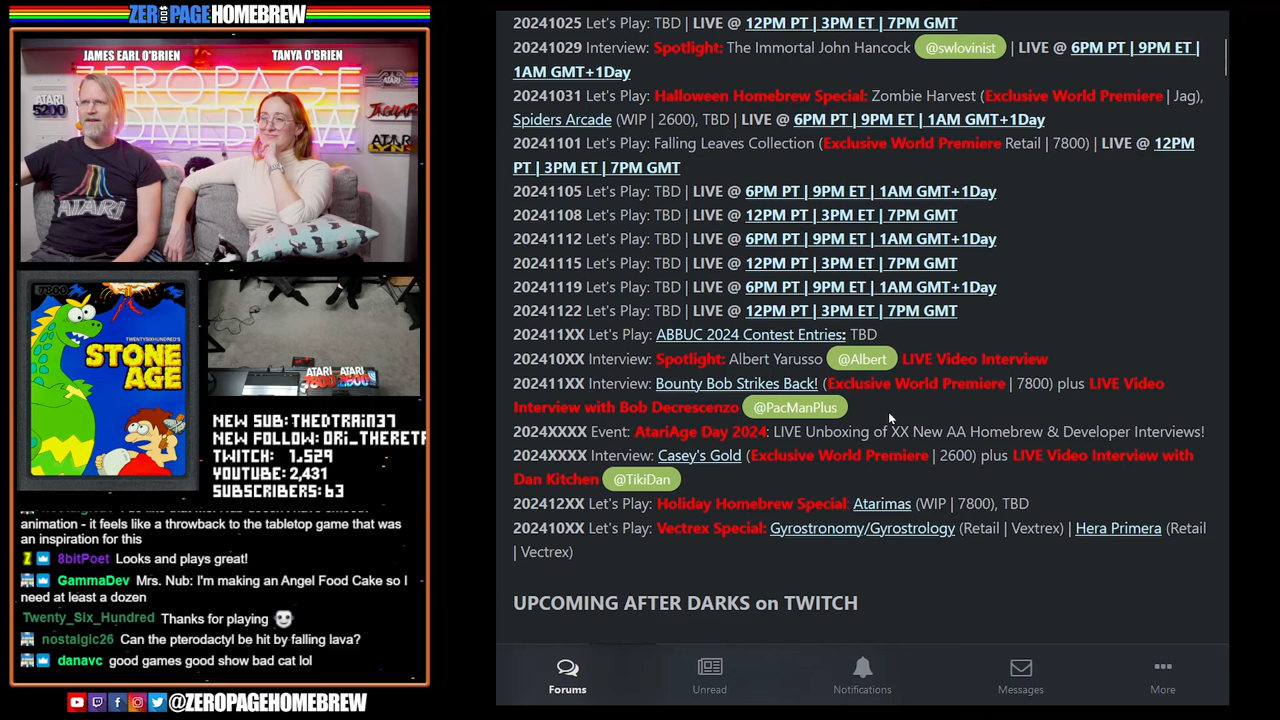 ZEROPAGEHOMEBREW
JAMES EARL O'BRIEN
TANYA O'BRIEN
ATARI
5200
ZEROPAGE
HOMEBREW
ATARI
JAGUAR
ATARI
ATARI
7800
STONE
AGE
ATARI
7800
2600
NEW SUB: THEDTRAIN37
NEW FOLLOW: ORI_THERETR
TWITCH: 1,529
YOUTUBE: 2,431
SUBSCRIBERS: 63
animation - it feels like a throwback to the tabletop game that was
an inspiration for this
8bitPoet Looks and plays great!
GammaDev Mrs. Nub: I'm making an Angel Food Cake so I
need at least a dozen
Twenty_Six_Hundred Thanks for playing
nostalgic26 Can the pterodactyl be hit by falling lava?
danavc good games good show bad cat lol
@ZEROPAGEHOMEBREW
20241025 Let's Play: TBD | LIVE @ 12PM PT | 3PM ET | 7PM GMT
20241029 Interview: Spotlight: The Immortal John Hancock @swlovinist | LIVE @ 6PM PT | 9PM ET |
1AM GMT+1Day
20241031 Let's Play: Halloween Homebrew Special: Zombie Harvest (Exclusive World Premiere | Jag),
Spiders Arcade (WIP | 2600), TBD | LIVE @ 6PM PT | 9PM ET | 1AM GMT+1Day
20241101 Let's Play: Falling Leaves Collection (Exclusive World Premiere Retail | 7800) | LIVE @ 12PM
PT | 3PM ET | 7PM GMT
20241105 Let's Play: TBD | LIVE @ 6PM PT | 9PM ET | 1AM GMT+1Day
20241108 Let's Play: TBD | LIVE @ 12PM PT | 3PM ET | 7PM GMT
20241112 Let's Play: TBD | LIVE @ 6PM PT | 9PM ET | 1AM GMT+1Day
20241115 Let's Play: TBD | LIVE @ 12PM PT | 3PM ET | 7PM GMT
20241119 Let's Play: TBD | LIVE @ 6PM PT | 9PM ET | 1AM GMT+1Day
20241122 Let's Play: TBD | LIVE @ 12PM PT | 3PM ET | 7PM GMT
202411XX Let's Play: ABBUC 2024 Contest Entries: TBD
202410XX Interview: Spotlight: Albert Yarusso @Albert LIVE Video Interview
202411XX Interview: Bounty Bob Strikes Back! (Exclusive World Premiere | 7800) plus LIVE Video
Interview with Bob Decrescenzo @PacManPlus
2024XXXX Event: AtariAge Day 2024: LIVE Unboxing of XX New AA Homebrew & Developer Interviews!
2024XXXX Interview: Casey's Gold (Exclusive World Premiere | 2600) plus LIVE Video Interview with
Dan Kitchen @TikiDan
202412XX Let's Play: Holiday Homebrew Special: Atarimas (WIP | 7800), TBD
202410XX Let's Play: Vectrex Special: Gyrostronomy/Gyrostrology (Retail | Vextrex) | Hera Primera (Retail
| Vectrex)
UPCOMING AFTER DARKS on TWITCH
Forums
Unread
Notifications
Messages
More